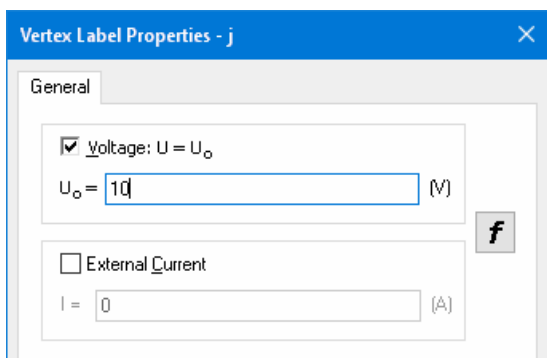 Vertex Label Properties - j
General
Voltage: U = Uₒ
Uₒ = 10 (V)
f
External Current
I = 0 (A)